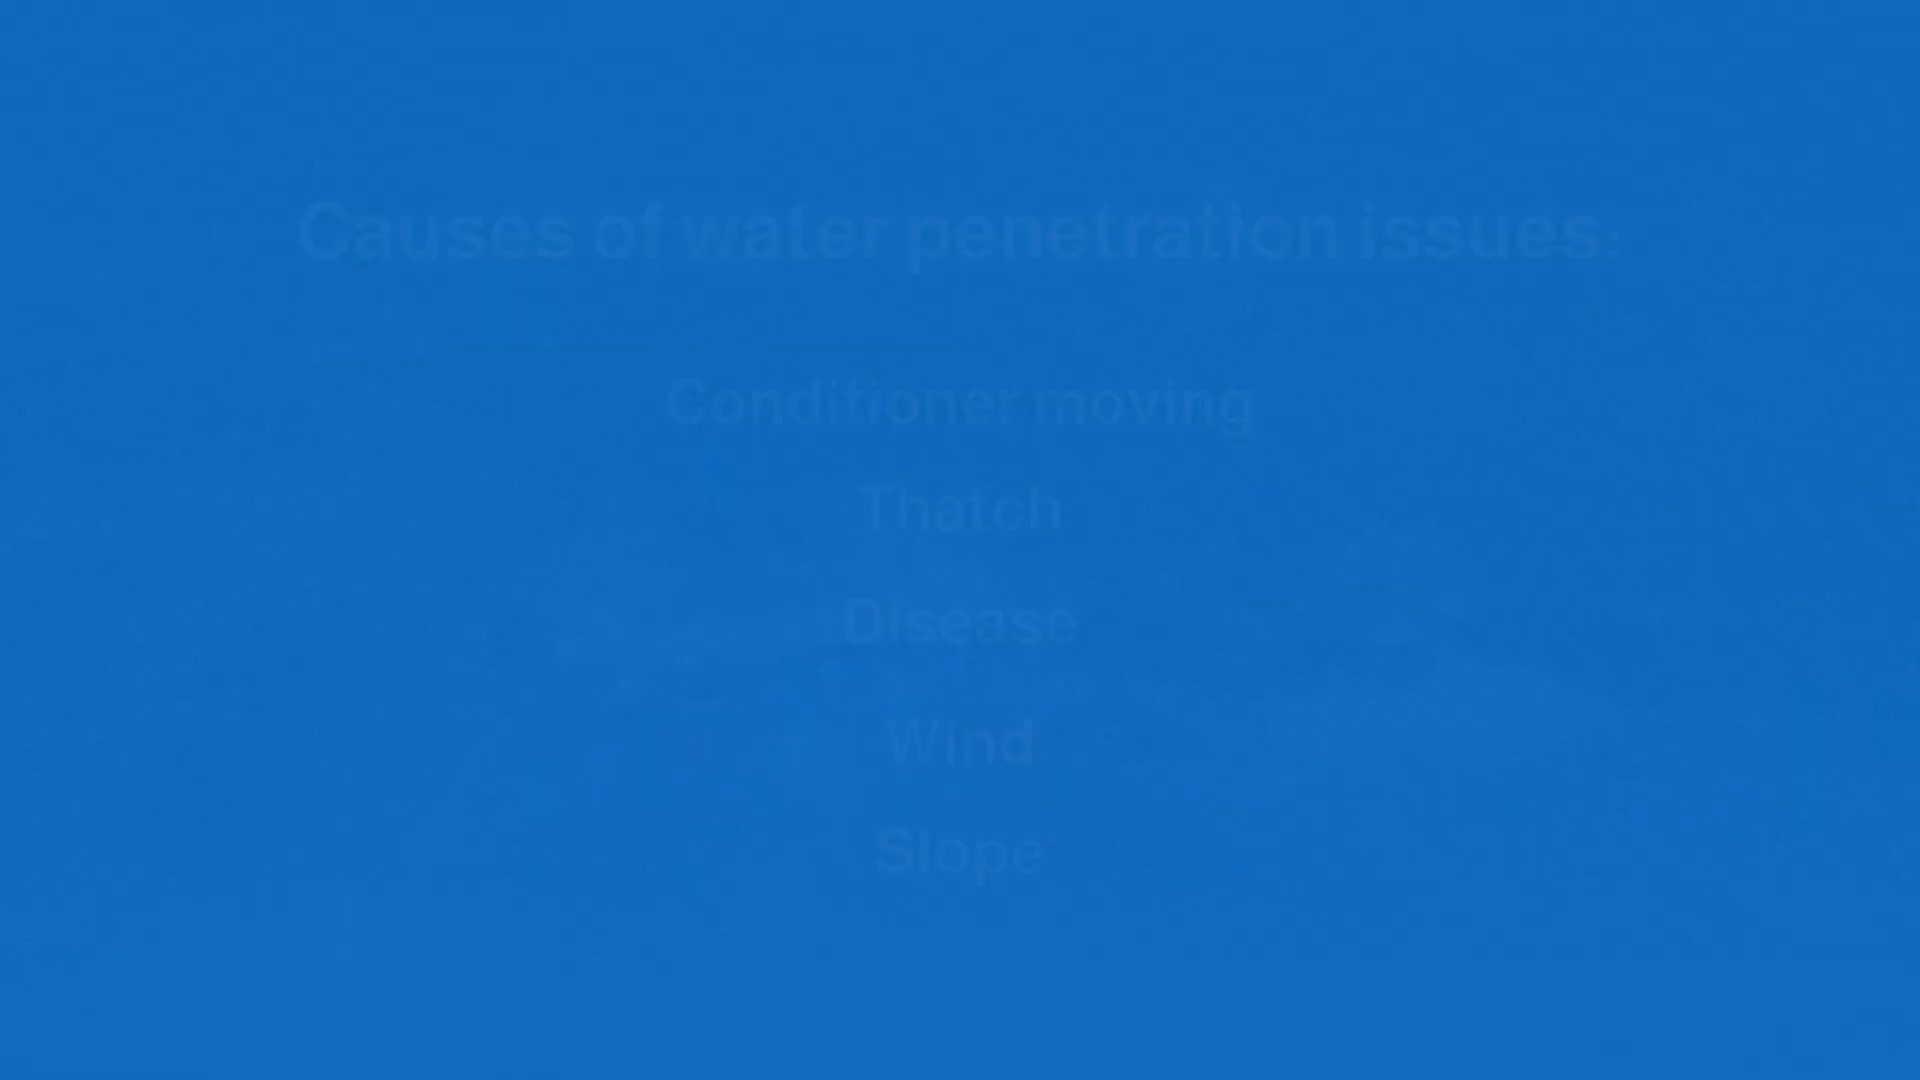 Causes of water penetration issues:
Conditioner moving
Thatch
Disease
Wind
Slope